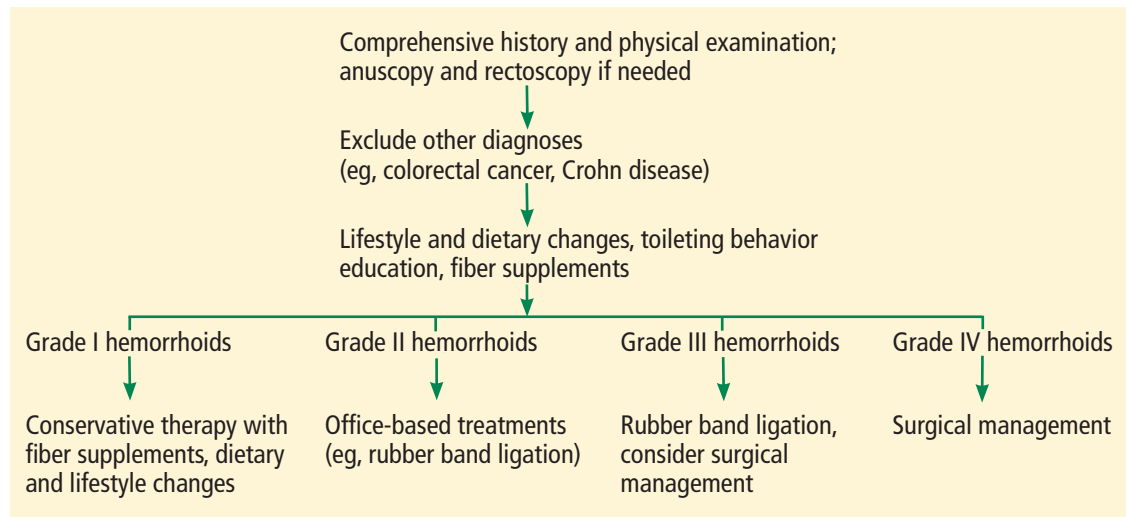 Comprehensive history and physical examination;
anuscopy and rectoscopy if needed
Exclude other diagnoses
(eg, colorectal cancer, Crohn disease)
Lifestyle and dietary changes, toileting behavior
education, fiber supplements
Grade I hemorrhoids
Conservative therapy with
fiber supplements, dietary
and lifestyle changes
Grade II hemorrhoids
Office-based treatments
(eg, rubber band ligation)
Grade III hemorrhoids
Rubber band ligation,
consider surgical
management
Grade IV hemorrhoids
Surgical management